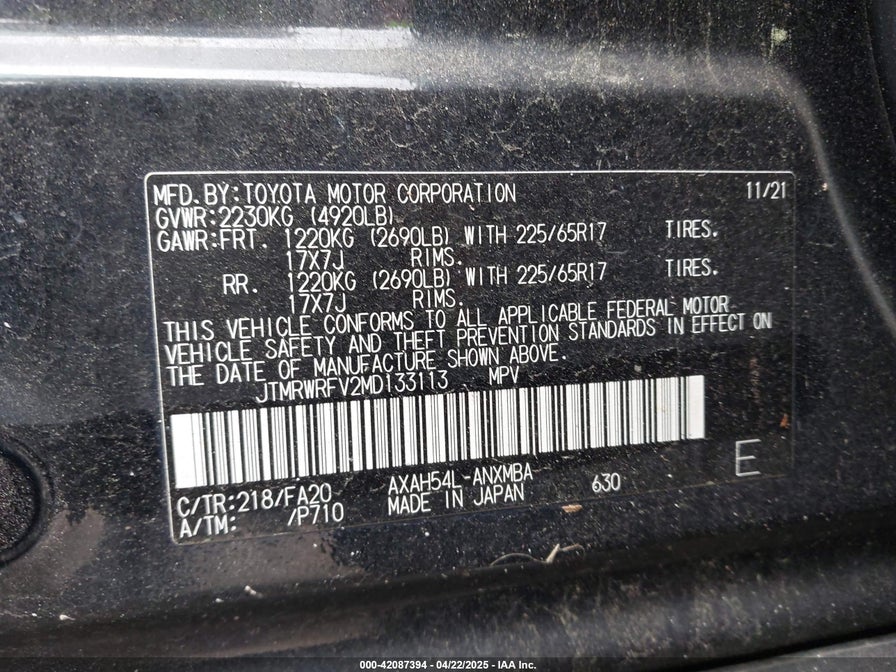 MFD.BY:TOYOTA MOTOR CORPORATION 11/21
GVWR:2230KG (4920LB)
GAWR:FRT. 1220KG (2690LB) WITH 225/65R17 TIRES.
17X7J RIMS.
RR. 1220KG (2690LB) WITH 225/65R17 TIRES.
17X7J RIMS.
THIS VEHICLE CONFORMS TO ALL APPLICABLE FEDERAL MOTOR
VEHICLE SAFETY AND THEFT PREVENTION STANDARDS IN EFFECT ON
THE DATE OF MANUFACTURE SHOWN ABOVE.
JTMRWRFV2MD133113 MPV
C/TR:218/FA20 AXAH54L-ANXMBA 630 E
A/TM: /P710 MADE IN JAPAN
000-42087394 - 04/22/2025 - IAA Inc.